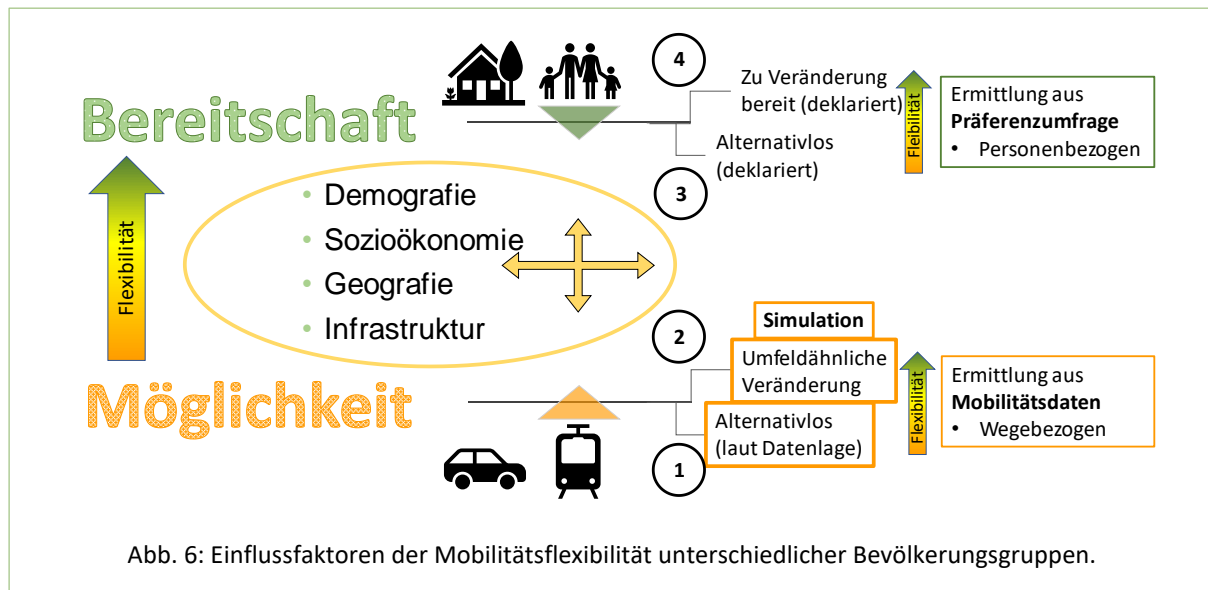 Bereitschaft
Flexibilität
Möglichkeit
• Demografie
• Sozioökonomie
• Geografie
• Infrastruktur
4
Zu Veränderung
bereit (deklariert)
Alternativlos
(deklariert)
3
Fleibilität
Ermittlung aus
Präferenzumfrage
• Personenbezogen
2
Simulation
Umfeldähnliche
Veränderung
Alternativlos
(laut Datenlage)
1
Flexibilität
Ermittlung aus
Mobilitätsdaten
• Wegebezogen
Abb. 6: Einflussfaktoren der Mobilitätsflexibilität unterschiedlicher Bevölkerungsgruppen.